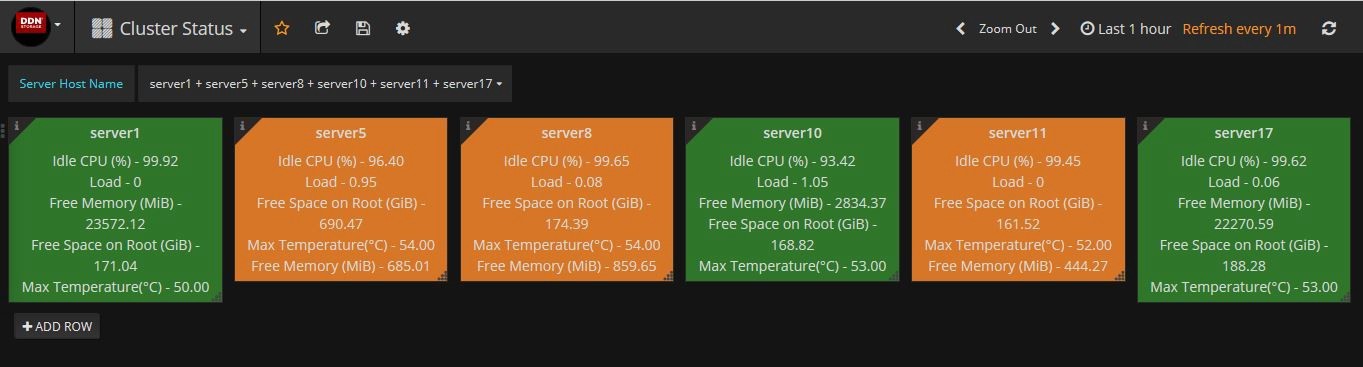 DDN
STORAGE
Cluster Status
Zoom Out
Last 1 hour
Refresh every 1m
Server Host Name
server1 + server5 + server8 + server10 + server11 + server17
server1
Idle CPU (%) - 99.92
Load - 0
Free Memory (MiB) -
23572.12
Free Space on Root (GiB) -
171.04
Max Temperature(°C) - 50.00
server5
Idle CPU (%) - 96.40
Load - 0.95
Free Space on Root (GiB) -
690.47
Max Temperature(°C) - 54.00
Free Memory (MiB) - 685.01
server8
Idle CPU (%) - 99.65
Load - 0.08
Free Space on Root (GiB) -
174.39
Max Temperature(°C) - 54.00
Free Memory (MiB) - 859.65
server10
Idle CPU (%) - 93.42
Load - 1.05
Free Memory (MiB) - 2834.37
Free Space on Root (GiB) -
168.82
Max Temperature(°C) - 53.00
server11
Idle CPU (%) - 99.45
Load - 0
Free Space on Root (GiB) -
161.52
Max Temperature(°C) - 52.00
Free Memory (MiB) - 444.27
server17
Idle CPU (%) - 99.62
Load - 0.06
Free Memory (MiB) -
22270.59
Free Space on Root (GiB) -
188.28
Max Temperature(°C) - 53.00
+ ADD ROW